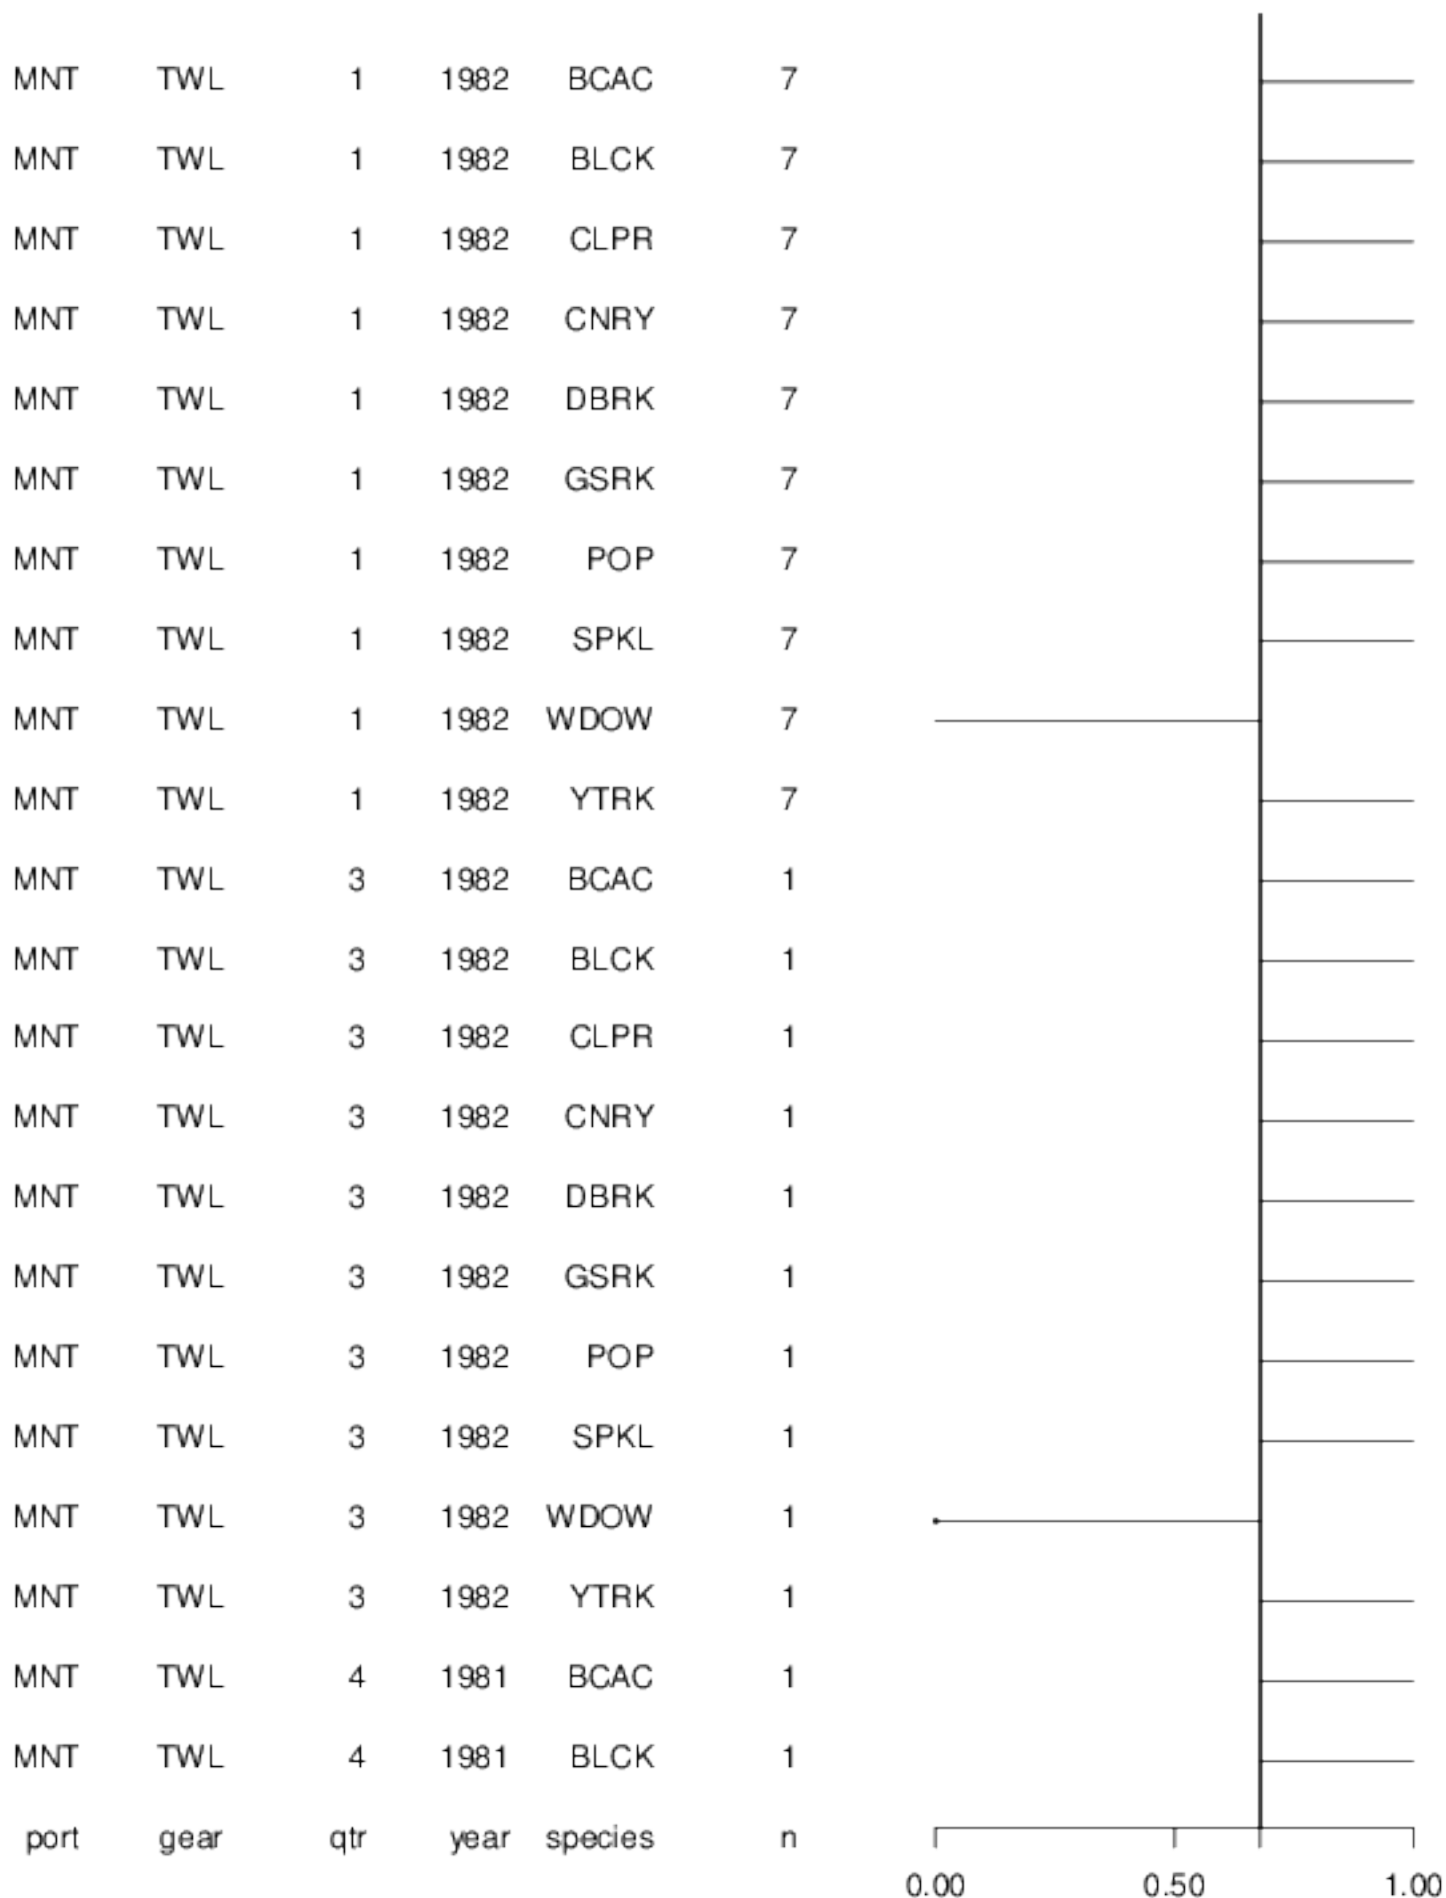 MNT TWL 1 1982 BCAC 7
MNT TWL 1 1982 BLCK 7
MNT TWL 1 1982 CLPR 7
MNT TWL 1 1982 CNRY 7
MNT TWL 1 1982 DBRK 7
MNT TWL 1 1982 GSRK 7
MNT TWL 1 1982 POP 7
MNT TWL 1 1982 SPKL 7
MNT TWL 1 1982 WDOW 7
MNT TWL 1 1982 YTRK 7
MNT TWL 3 1982 BCAC 1
MNT TWL 3 1982 BLCK 1
MNT TWL 3 1982 CLPR 1
MNT TWL 3 1982 CNRY 1
MNT TWL 3 1982 DBRK 1
MNT TWL 3 1982 GSRK 1
MNT TWL 3 1982 POP 1
MNT TWL 3 1982 SPKL 1
MNT TWL 3 1982 WDOW 1
MNT TWL 3 1982 YTRK 1
MNT TWL 4 1981 BCAC 1
MNT TWL 4 1981 BLCK 1
port gear qtr year species n
0.00 0.50 1.00